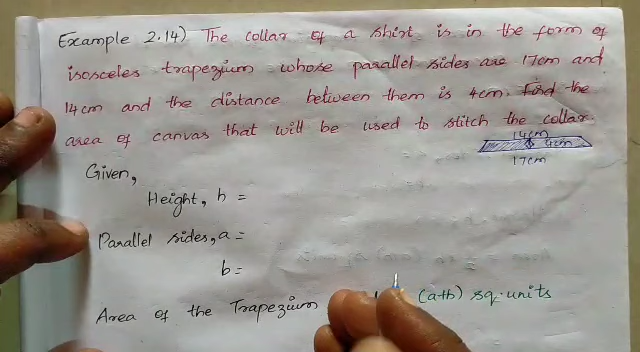 Example 2.14) The collar of a shirt is in the form of
isosceles trapezium whose parallel sides are 17cm and
14cm and the distance between them is 4cm. Find the
area of canvas that will be used to stitch the collar.
14cm
4cm
17cm
Given,
Height, h =
Parallel sides, a =
b =
Area of the Trapezium (a+b) sq.units